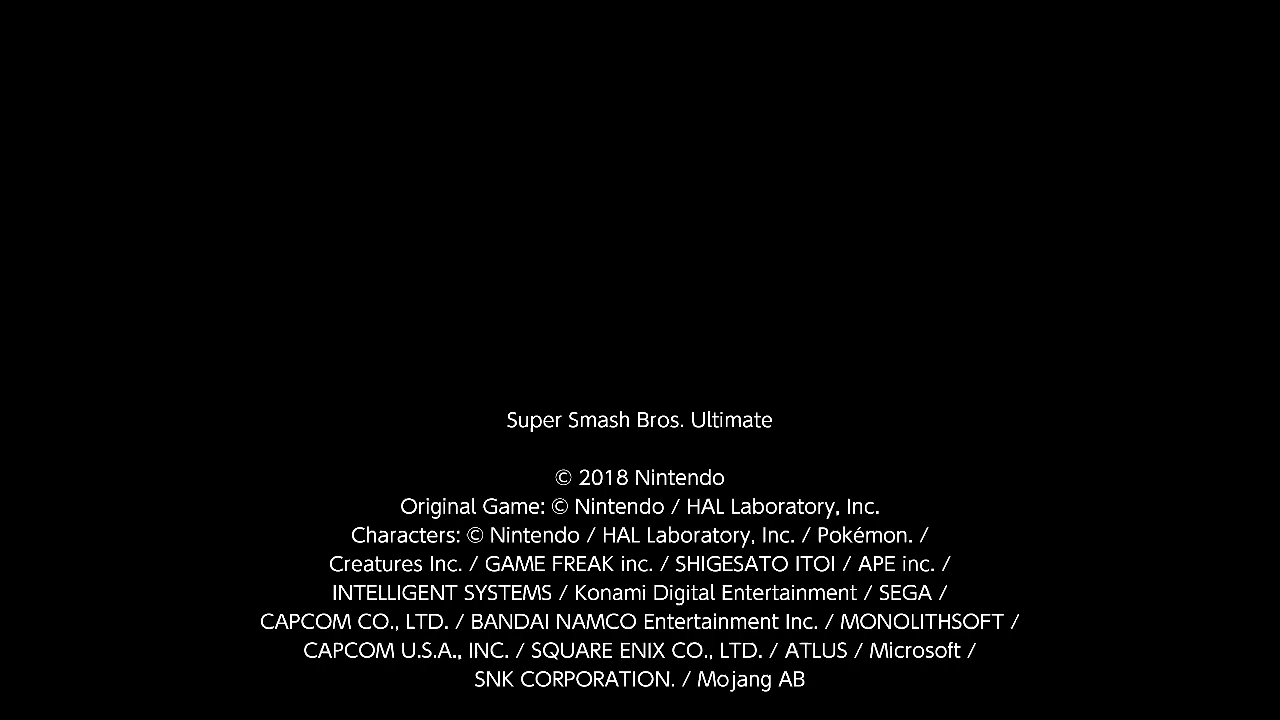 Super Smash Bros. Ultimate
© 2018 Nintendo
Original Game: © Nintendo / HAL Laboratory, Inc.
Characters: © Nintendo / HAL Laboratory, Inc. / Pokémon. /
Creatures Inc. / GAME FREAK inc. / SHIGESATO ITOI / APE inc. /
INTELLIGENT SYSTEMS / Konami Digital Entertainment / SEGA /
CAPCOM CO., LTD. / BANDAI NAMCO Entertainment Inc. / MONOLITHSOFT /
CAPCOM U.S.A., INC. / SQUARE ENIX CO., LTD. / ATLUS / Microsoft /
SNK CORPORATION. / Mojang AB